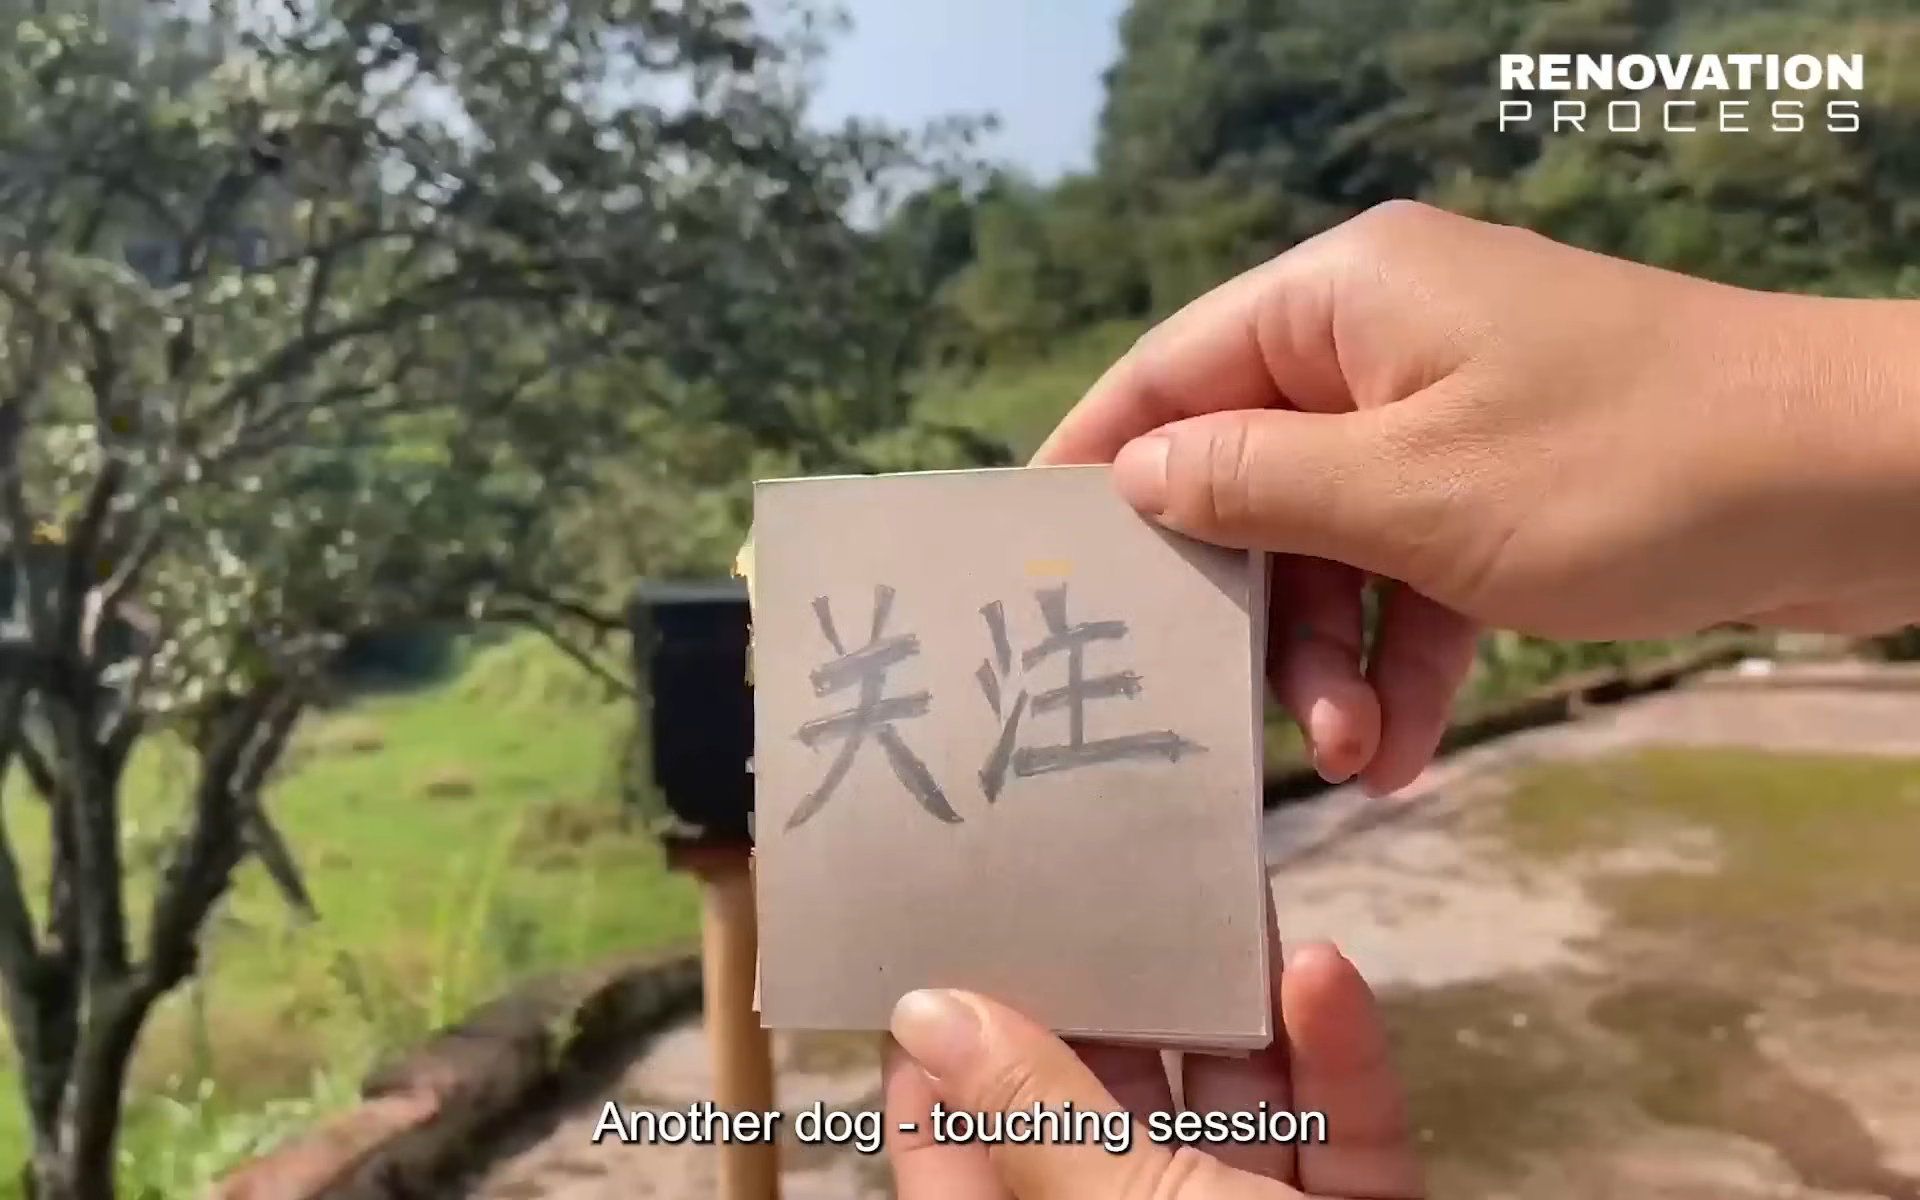 RENOVATION
PROCESS
关注
Another dog - touching session